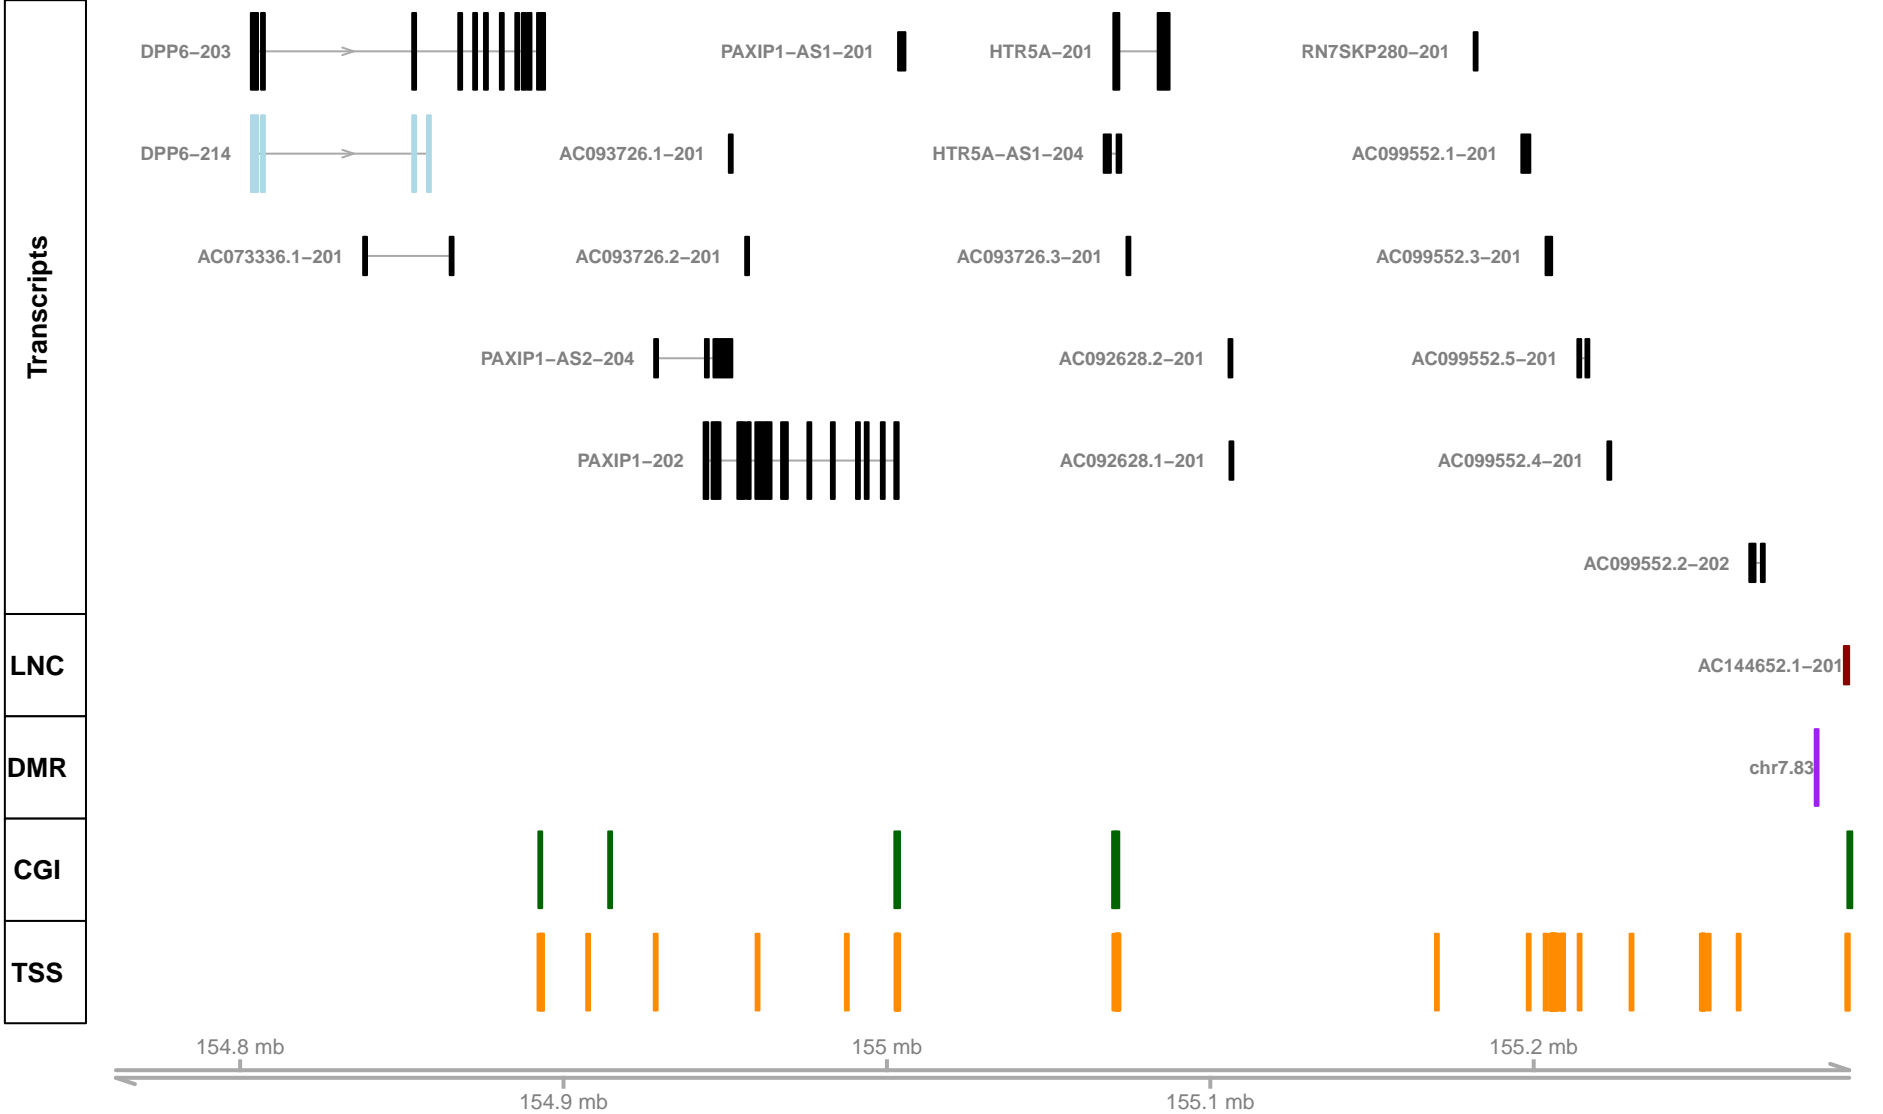 Transcripts
DPP6−203
PAXIP1−AS1−201
HTR5A−201
RN7SKP280−201
DPP6−214
AC093726.1−201
HTR5A−AS1−204
AC099552.1−201
AC073336.1−201
AC093726.2−201
AC093726.3−201
AC099552.3−201
PAXIP1−AS2−204
AC092628.2−201
AC099552.5−201
PAXIP1−202
AC092628.1−201
AC099552.4−201
AC099552.2−202
LNC
AC144652.1−201
DMR
chr7.83
CGI
TSS
154.8 mb
155 mb
155.2 mb
154.9 mb
155.1 mb